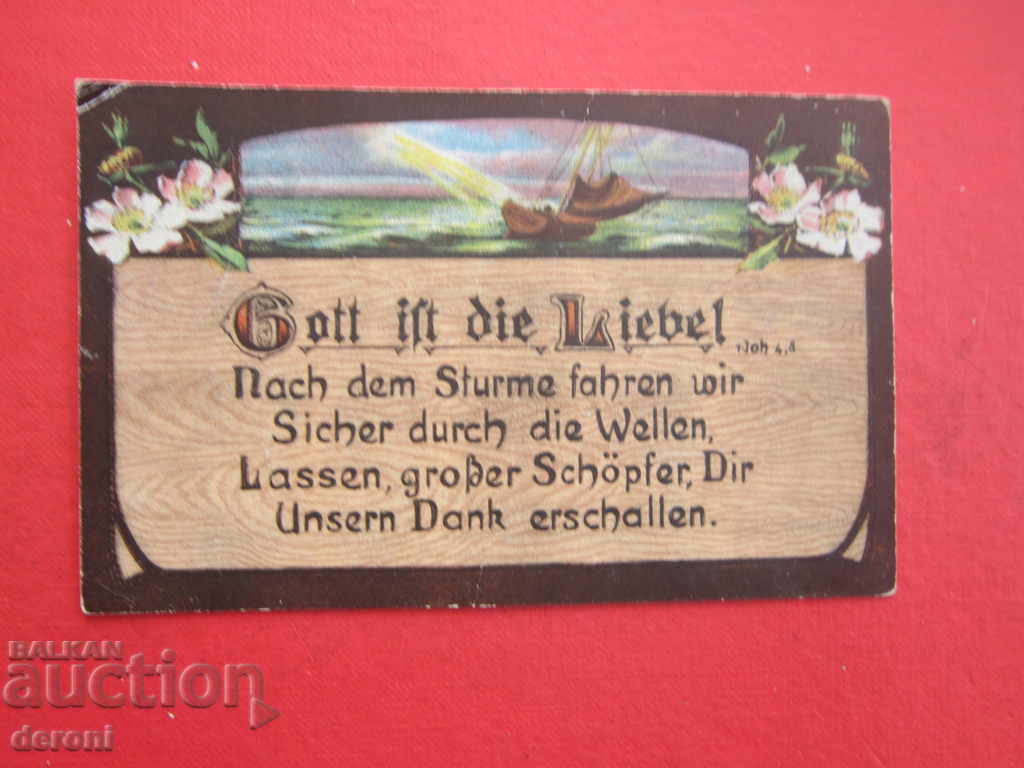 Gott ist die Liebe!
1 Joh 4,8
Nach dem Sturme fahren wir
Sicher durch die Wellen,
Lassen, großer Schöpfer, Dir
Unsern Dank erschallen.
BALKAN
auction
deroni